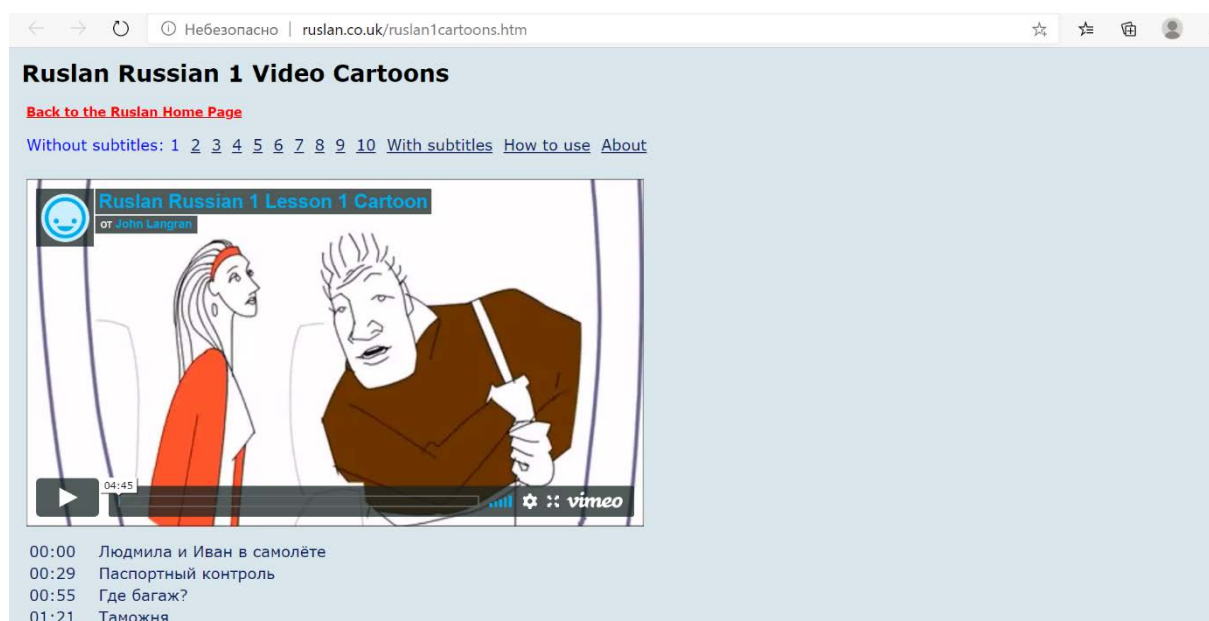 Небезопасно | ruslan.co.uk/ruslan1cartoons.htm
Ruslan Russian 1 Video Cartoons
Back to the Ruslan Home Page
Without subtitles: 1 2 3 4 5 6 7 8 9 10 With subtitles How to use About
Ruslan Russian 1 Lesson 1 Cartoon
от John Langran
04:45
vimeo
00:00 Людмила и Иван в самолёте
00:29 Паспортный контроль
00:55 Где багаж?
01:21 Таможня